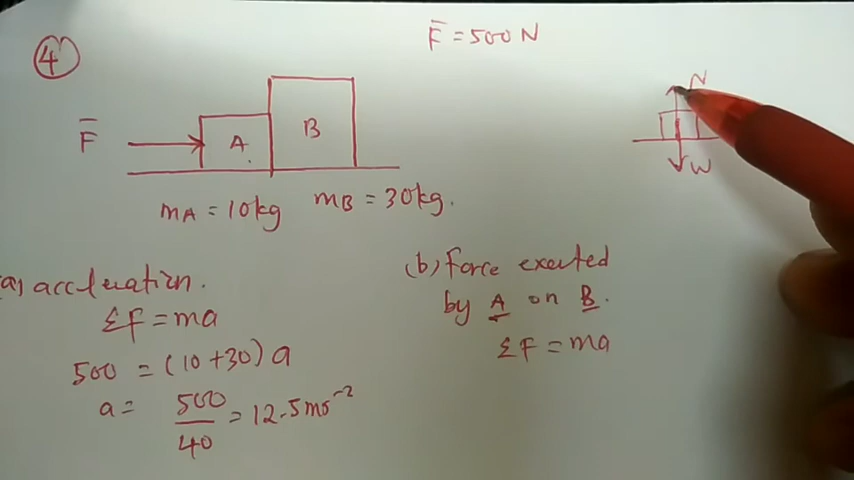 4
F̅ = 500N
F̅
A
B
N
W
mA = 10kg
mB = 30kg.
(a) accleration.
ΣF = ma
500 = (10+30) a
a = 500/40 = 12.5ms⁻²
(b) Force exerted
by A on B.
ΣF = ma